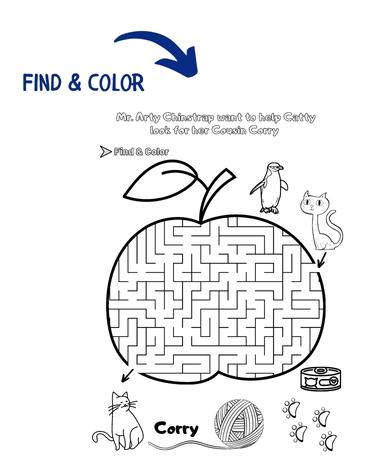 FIND & COLOR
Mr. Arty Chinstrap want to help Catty
look for her Cousin Corry
Find & Color
Corry